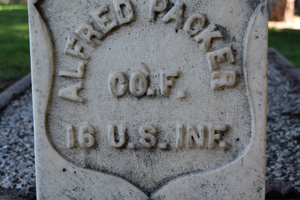 ALFRED PACKER
CO. F.
16 U.S. INF.